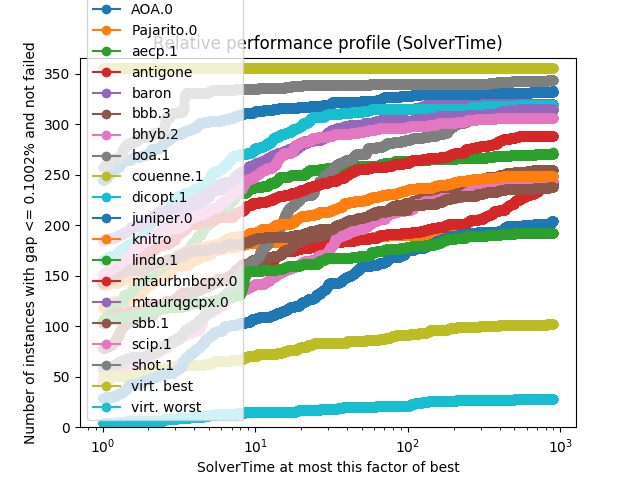 Relative performance profile (SolverTime)
Number of instances with gap <= 0.1002% and not failed
350
300
250
200
150
100
50
0
AOA.0
Pajarito.0
aecp.1
antigone
baron
bbb.3
bhyb.2
boa.1
couenne.1
dicopt.1
juniper.0
knitro
lindo.1
mtaurbnbcpx.0
mtaurqgcpx.0
sbb.1
scip.1
shot.1
virt. best
virt. worst
10^0
10^1
10^2
10^3
SolverTime at most this factor of best